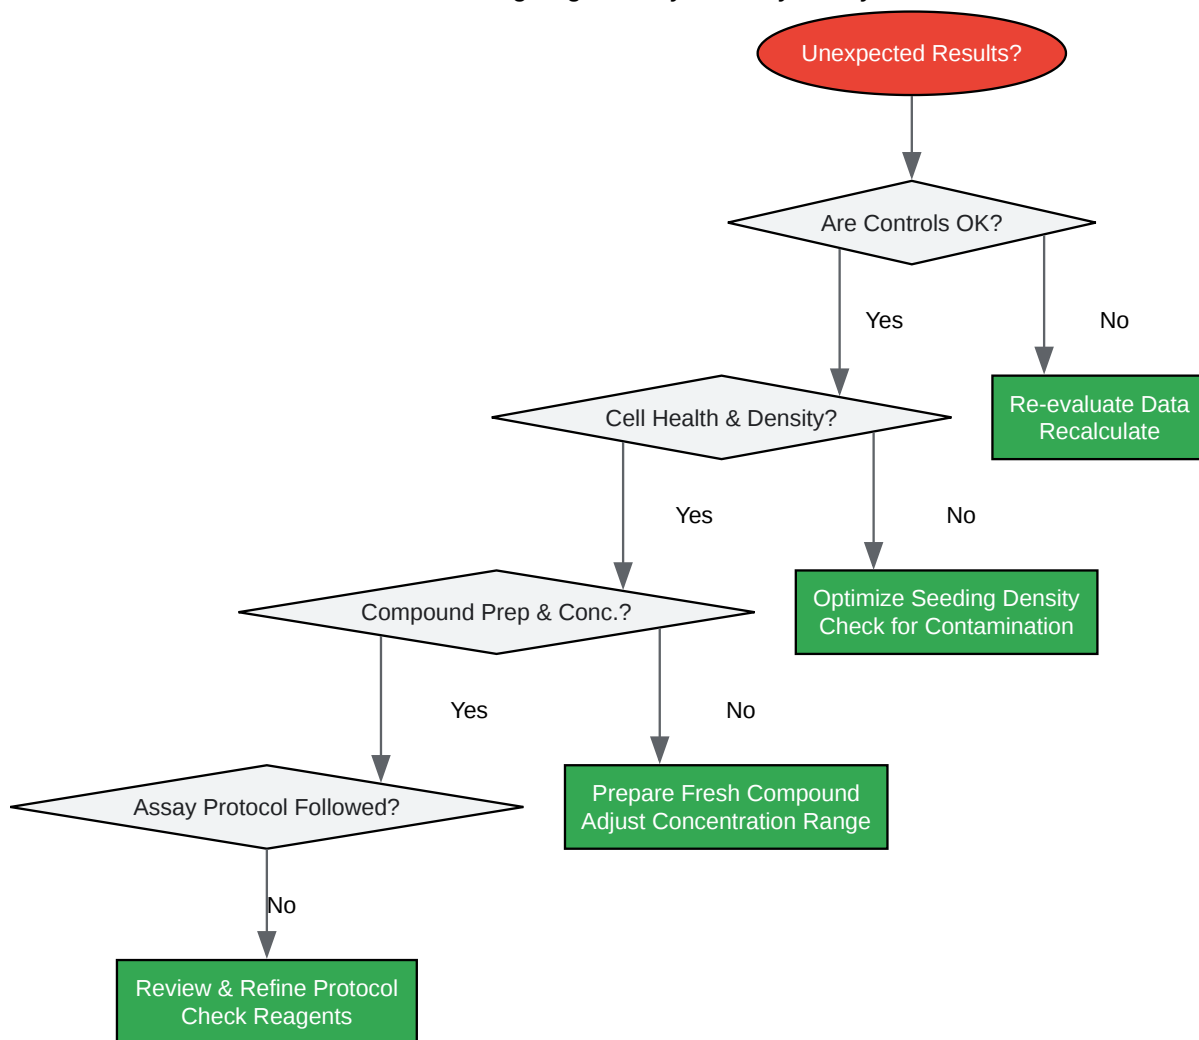 Unexpected Results?
Are Controls OK?
Yes
No
Cell Health & Density?
Re-evaluate Data
Recalculate
Yes
No
Compound Prep & Conc.?
Optimize Seeding Density
Check for Contamination
Yes
No
Assay Protocol Followed?
Prepare Fresh Compound
Adjust Concentration Range
No
Review & Refine Protocol
Check Reagents